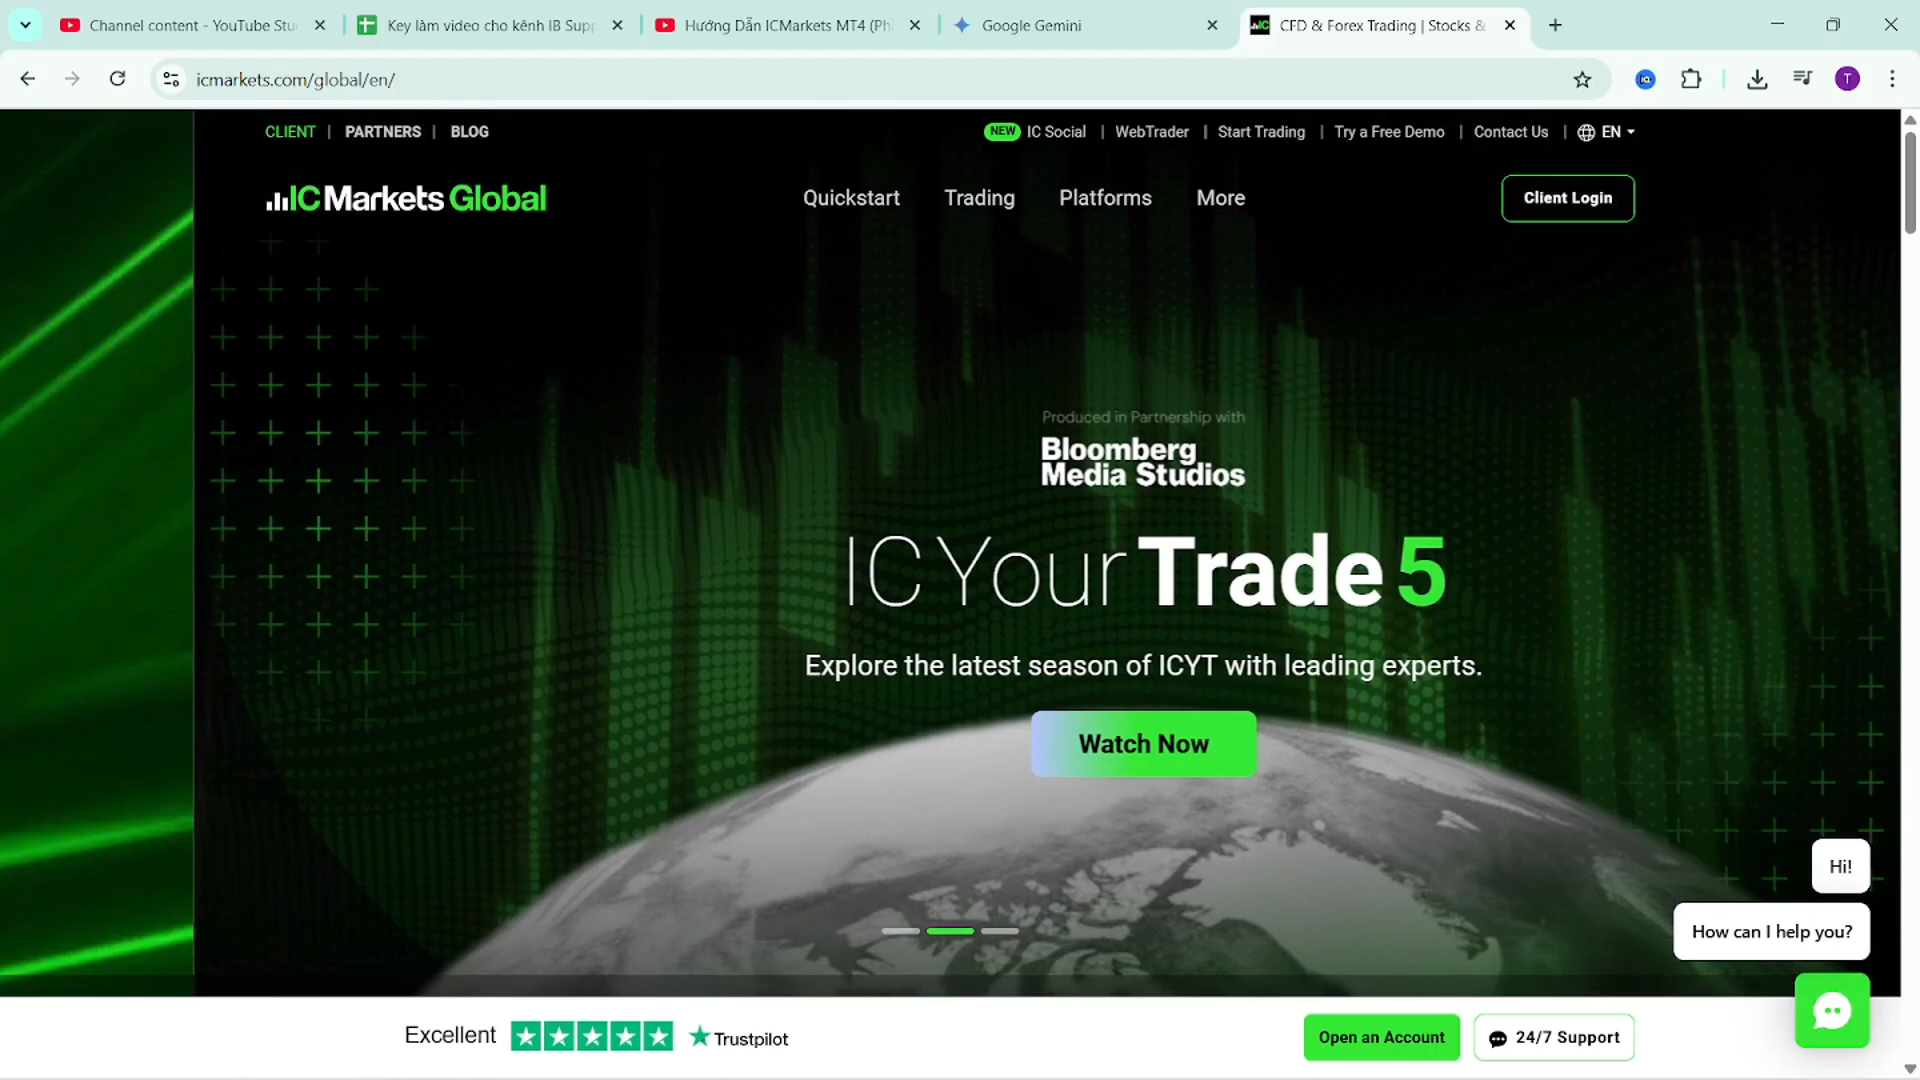 Channel content - YouTube Stu
Key làm video cho kênh IB Supp
Hướng Dẫn ICMarkets MT4 (Ph
Google Gemini
CFD & Forex Trading | Stocks &
icmarkets.com/global/en/
T
CLIENT | PARTNERS | BLOG
NEW IC Social | WebTrader | Start Trading | Try a Free Demo | Contact Us | EN
IC Markets Global
Quickstart Trading Platforms More
Client Login
Produced in Partnership with
Bloomberg
Media Studios
IC Your Trade 5
Explore the latest season of ICYT with leading experts.
Watch Now
Hi!
How can I help you?
Excellent Trustpilot
Open an Account
24/7 Support